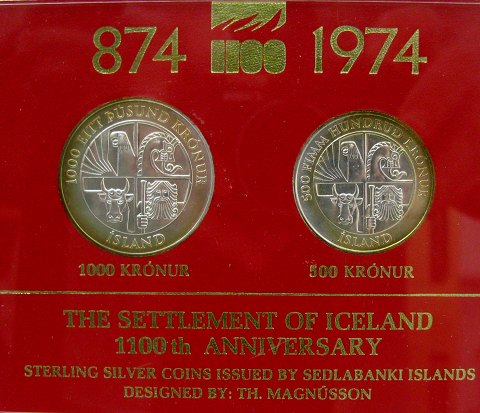 874 1100 1974
1000 EITT ÞÚSUND KRÓNUR
ÍSLAND
500 FIMM HUNDRUÐ KRÓNUR
ÍSLAND
1000 KRÓNUR 500 KRÓNUR
THE SETTLEMENT OF ICELAND
1100th ANNIVERSARY
STERLING SILVER COINS ISSUED BY SEDLABANKI ISLANDS
DESIGNED BY: TH. MAGNÚSSON